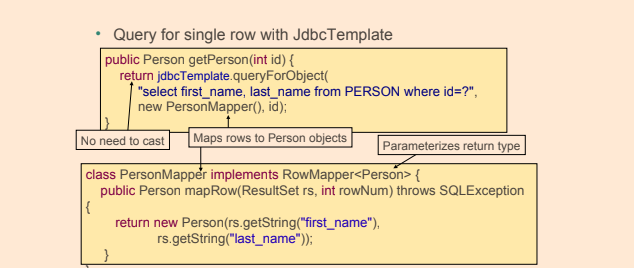 • Query for single row with JdbcTemplate
public Person getPerson(int id) {
return jdbcTemplate.queryForObject(
"select first_name, last_name from PERSON where id=?",
new PersonMapper(), id);
}
No need to cast
Maps rows to Person objects
Parameterizes return type
class PersonMapper implements RowMapper<Person> {
public Person mapRow(ResultSet rs, int rowNum) throws SQLException
{
return new Person(rs.getString("first_name"),
rs.getString("last_name"));
}
}